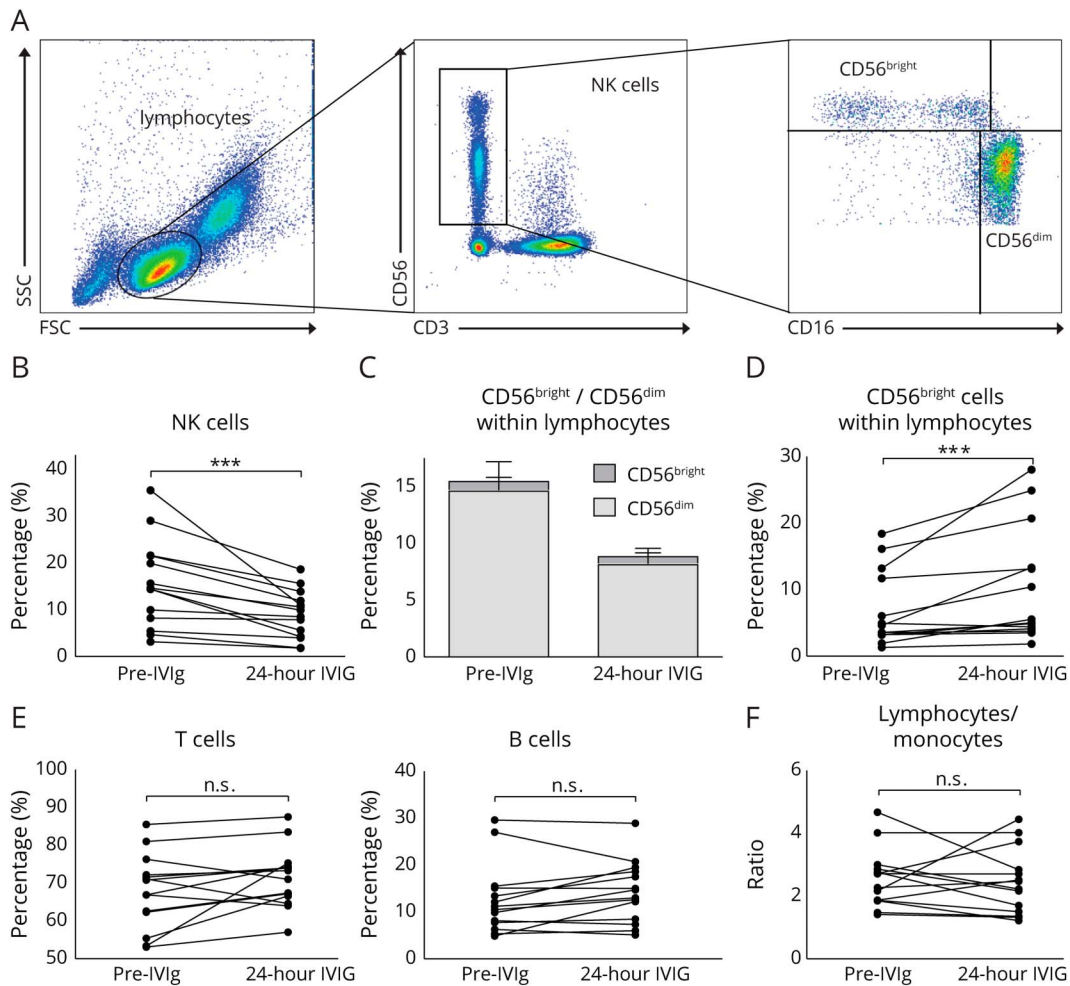 A
SSC
lymphocytes
FSC
CD56
NK cells
CD3
CD56bright
CD56dim
CD16
B
NK cells
Percentage (%)
40
30
20
10
0
***
Pre-IVIg
24-hour IVIG
C
CD56bright / CD56dim
within lymphocytes
Percentage (%)
15
10
5
0
CD56bright
CD56dim
Pre-IVIg
24-hour IVIG
D
CD56bright cells
within lymphocytes
Percentage (%)
30
20
10
0
***
Pre-IVIg
24-hour IVIG
E
T cells
Percentage (%)
100
90
80
70
60
50
n.s.
Pre-IVIg
24-hour IVIG
B cells
Percentage (%)
40
30
20
10
0
n.s.
Pre-IVIg
24-hour IVIG
F
Lymphocytes/
monocytes
Ratio
6
4
2
0
n.s.
Pre-IVIg
24-hour IVIG